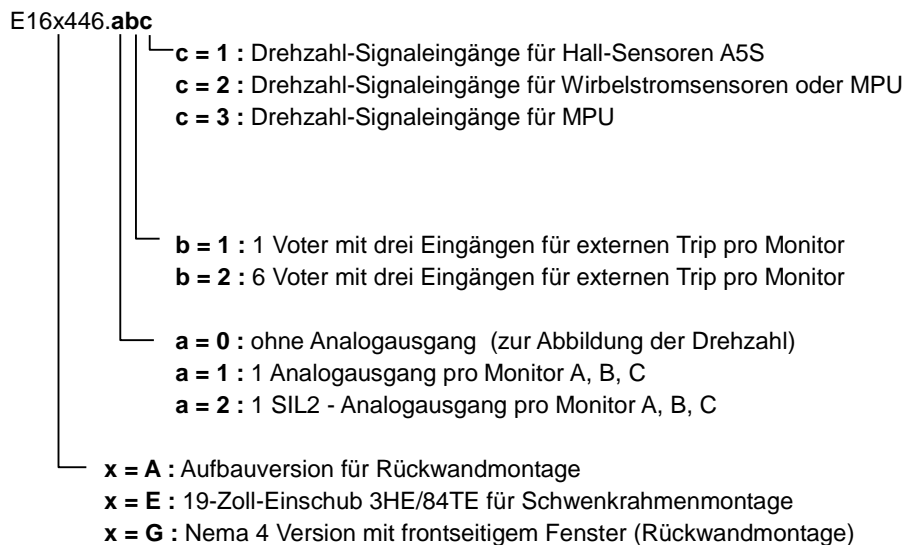 E16x446.abc
c = 1 : Drehzahl-Signaleingänge für Hall-Sensoren A5S
c = 2 : Drehzahl-Signaleingänge für Wirbelstromsensoren oder MPU
c = 3 : Drehzahl-Signaleingänge für MPU
b = 1 : 1 Voter mit drei Eingängen für externen Trip pro Monitor
b = 2 : 6 Voter mit drei Eingängen für externen Trip pro Monitor
a = 0 : ohne Analogausgang (zur Abbildung der Drehzahl)
a = 1 : 1 Analogausgang pro Monitor A, B, C
a = 2 : 1 SIL2 - Analogausgang pro Monitor A, B, C
x = A : Aufbauversion für Rückwandmontage
x = E : 19-Zoll-Einschub 3HE/84TE für Schwenkrahmenmontage
x = G : Nema 4 Version mit frontseitigem Fenster (Rückwandmontage)